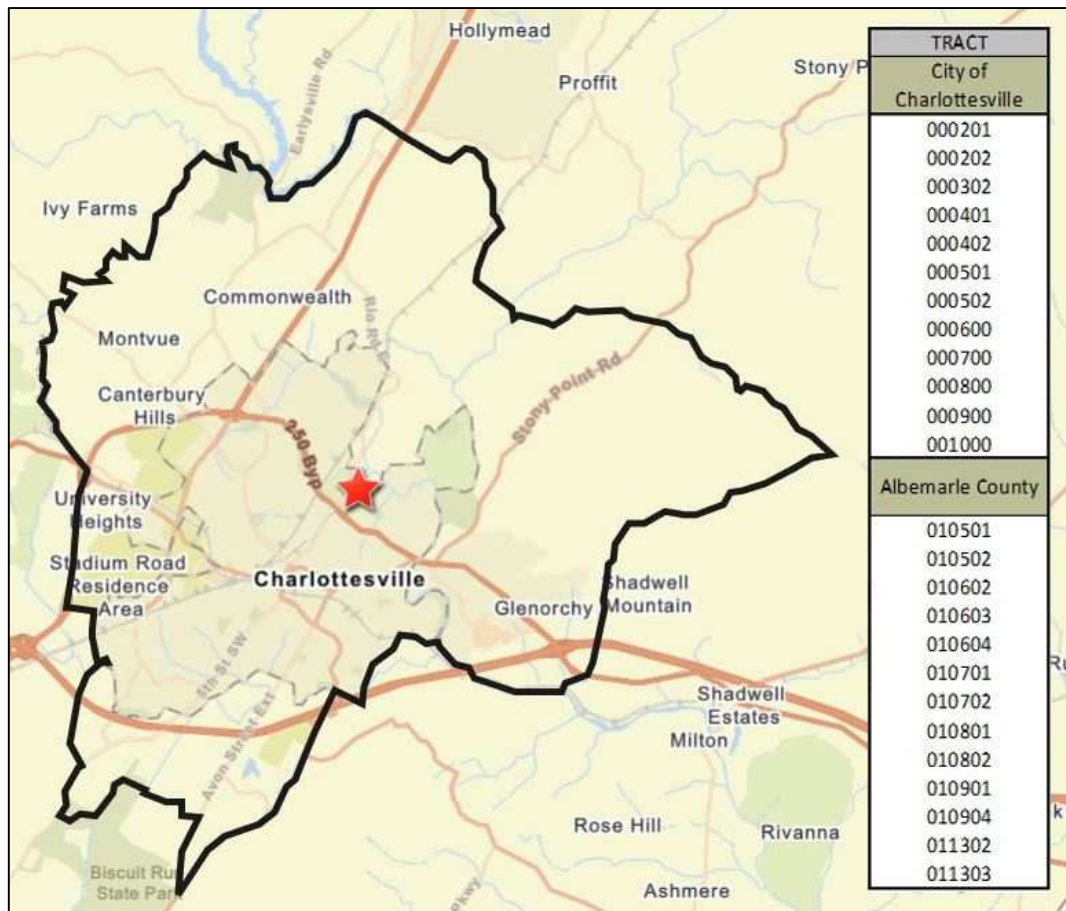 Hollymead
Proffit
Stony P
Earlysville Rd
Ivy Farms
Commonwealth
Rio Rd E
Montvue
Canterbury
Hills
Stony Point Rd
250 Byp
University
Heights
Stadium Road
Residence
Area
Charlottesville
Glenorchy
Shadwell
Mountain
5th St SW
Avon Street Ext
Shadwell
Estates
Milton
Rose Hill
Rivanna
Biscuit Run
State Park
Ashmere
TRACT
City of
Charlottesville
000201
000202
000302
000401
000402
000501
000502
000600
000700
000800
000900
001000
Albemarle County
010501
010502
010602
010603
010604
010701
010702
010801
010802
010901
010904
011302
011303